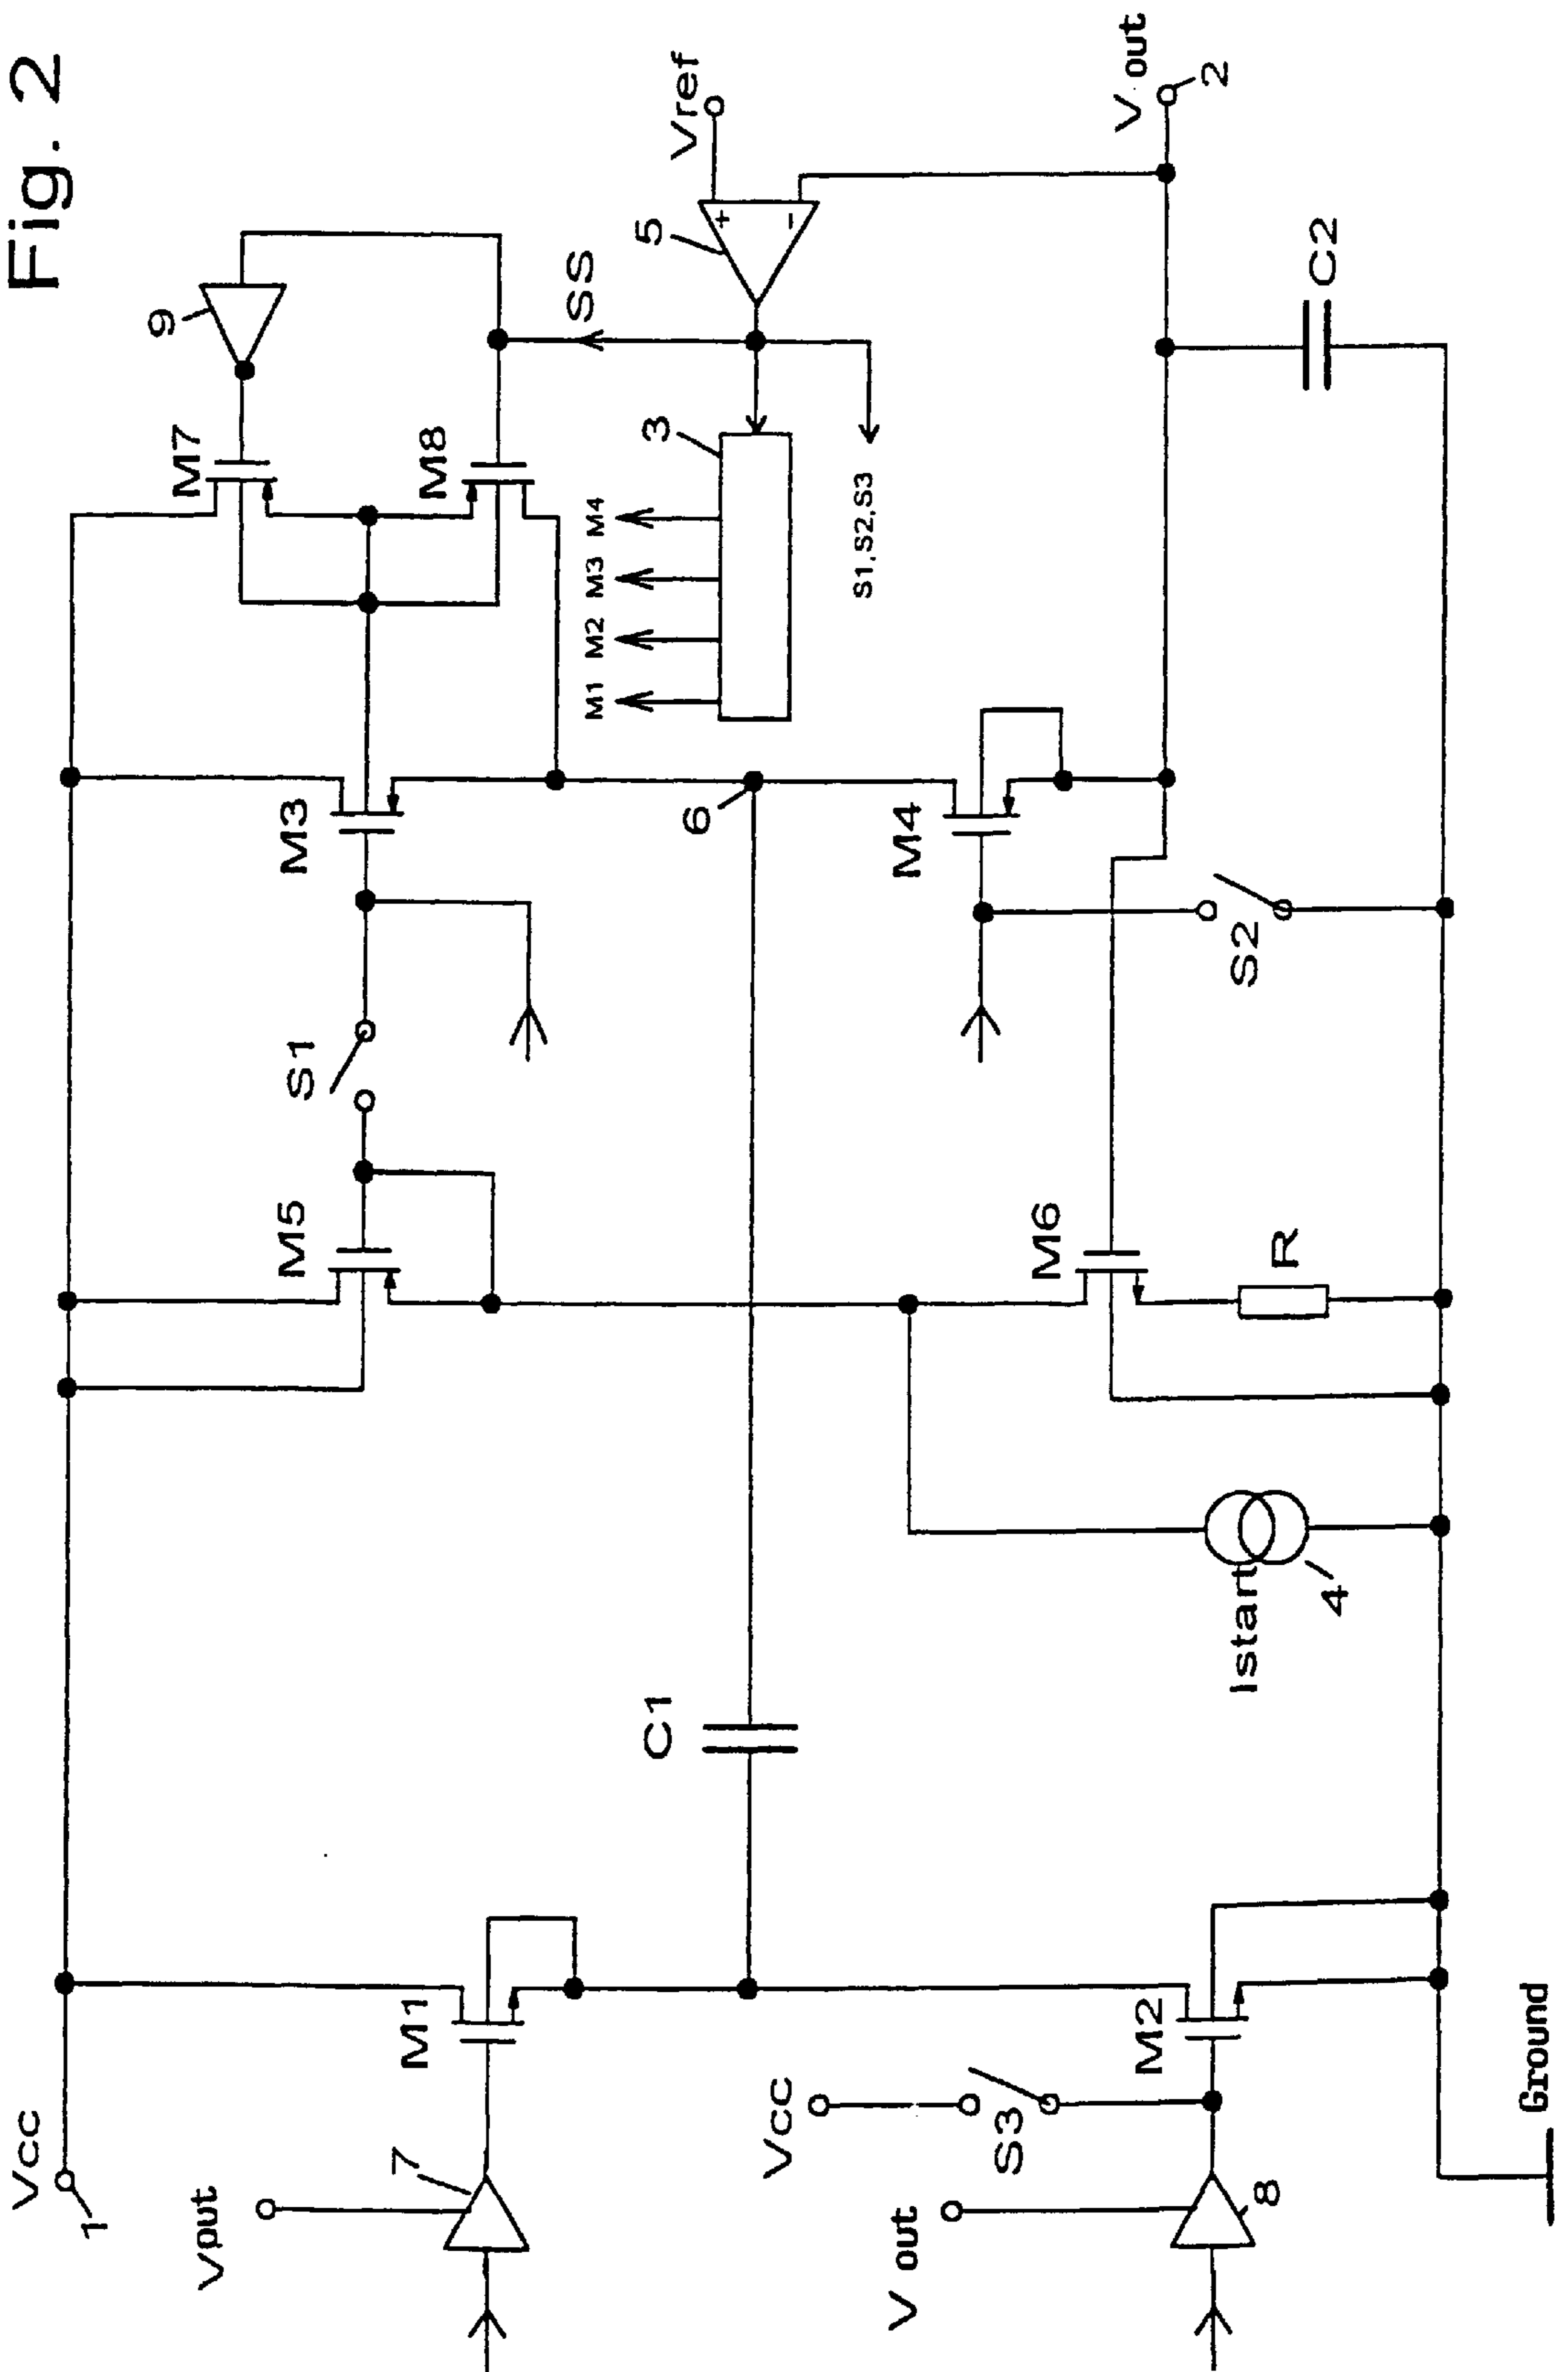 Fig. 2
Vcc
1
9
M7
Vout
M5
M3
S1
7
M1
M8
SS
M1 M2 M3 M4
5
3
C1
Vref
6
+
-
Vcc
S1,S2,S3
V out
M4
S3
M6
V out
M2
2
Istart
S2
8
R
C2
4
Ground